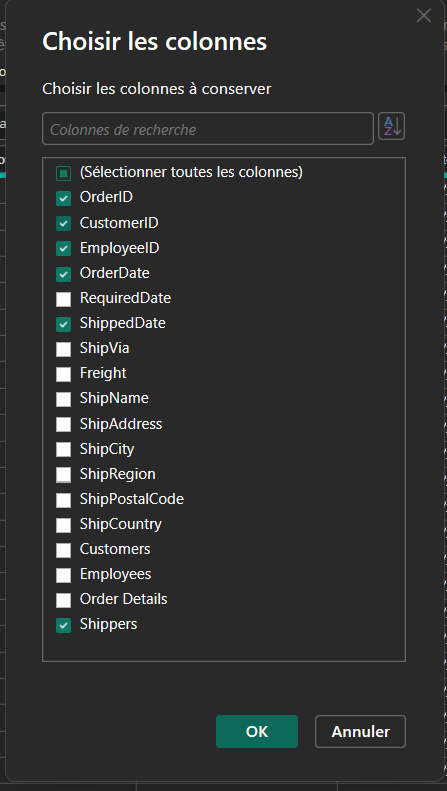 Choisir les colonnes
Choisir les colonnes à conserver
Colonnes de recherche
(Sélectionner toutes les colonnes)
OrderID
CustomerID
EmployeeID
OrderDate
RequiredDate
ShippedDate
ShipVia
Freight
ShipName
ShipAddress
ShipCity
ShipRegion
ShipPostalCode
ShipCountry
Customers
Employees
Order Details
Shippers
OK Annuler